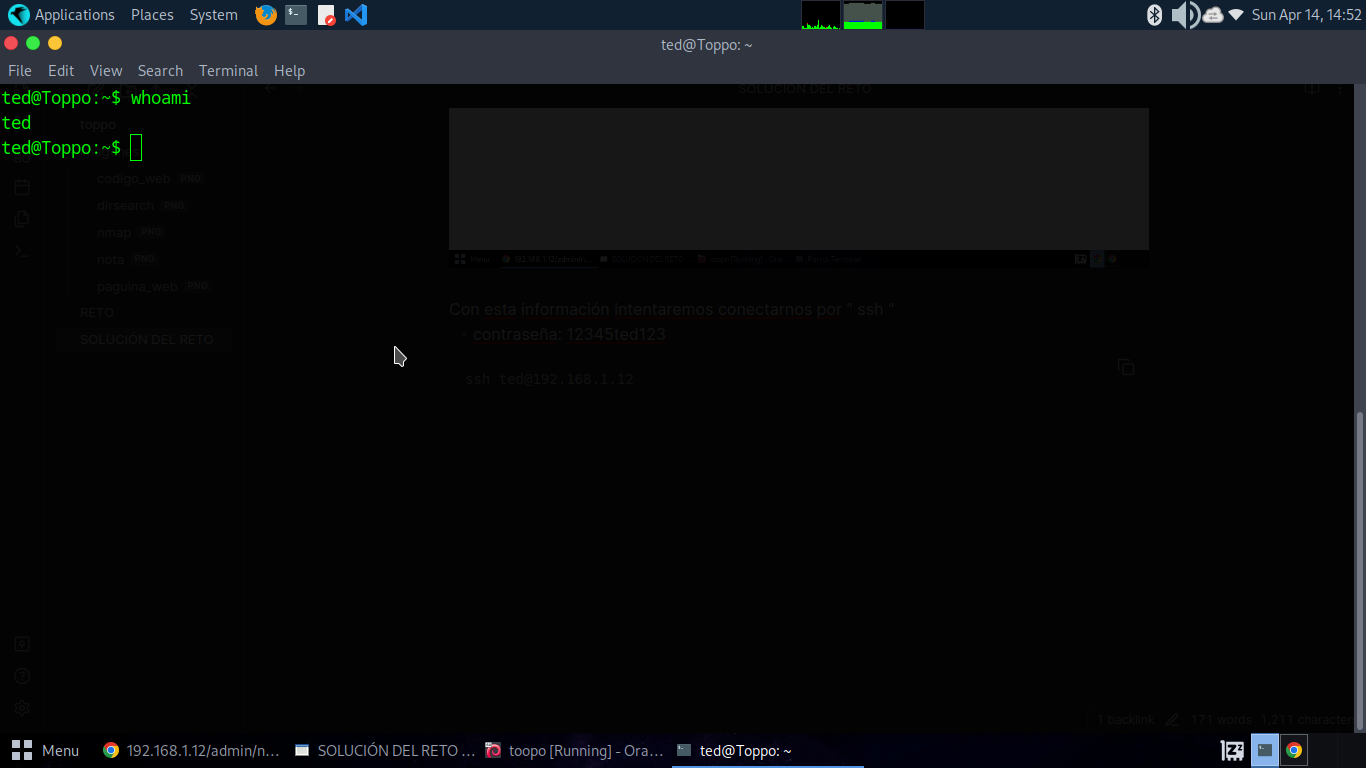 Applications Places System Sun Apr 14, 14:52
ted@Toppo: ~
File Edit View Search Terminal Help
ted@Toppo:~$ whoami
ted
ted@Toppo:~$
SOLUCIÓN DEL RETO
toppo
codigo_web PNG
dirsearch PNG
nmap PNG
nota PNG
paguina_web PNG
RETO
SOLUCIÓN DEL RETO
Con esta información intentaremos conectarnos por " ssh "
contraseña: 12345ted123
ssh ted@192.168.1.12
1 backlink 171 words 1,211 character
Menu 192.168.1.12/admin/n... SOLUCIÓN DEL RETO ... toopo [Running] - Ora... ted@Toppo: ~